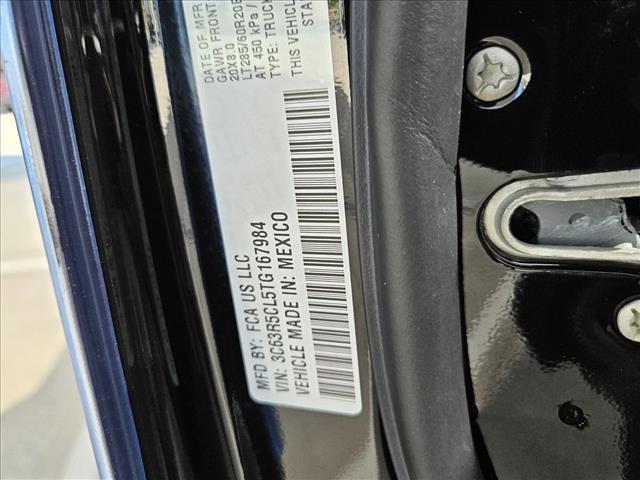 MFD BY: FCA US LLC
VIN: 3C63R5CL5TG167984
VEHICLE MADE IN: MEXICO
DATE OF MFR
GAWR FRONT
20X8.0
LT285/60R20E
AT 450 kPa /
TYPE: TRUCK
THIS VEHICLE
STA